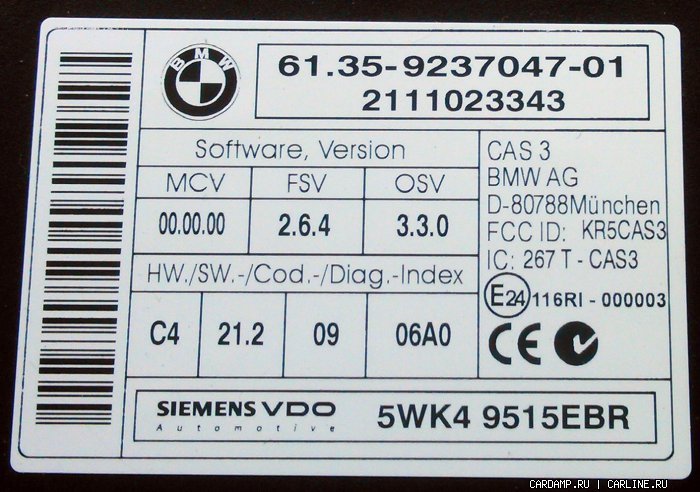 BMW
61.35-9237047-01
2111023343
Software, Version
MCV FSV OSV
00.00.00 2.6.4 3.3.0
HW./SW.-/Cod.-/Diag.-Index
C4 21.2 09 06A0
CAS 3
BMW AG
D-80788München
FCC ID: KR5CAS3
IC: 267 T - CAS3
E24 116RI - 000003
CE
SIEMENS VDO
Automotive
5WK4 9515EBR
CARDAMP.RU | CARLINE.RU